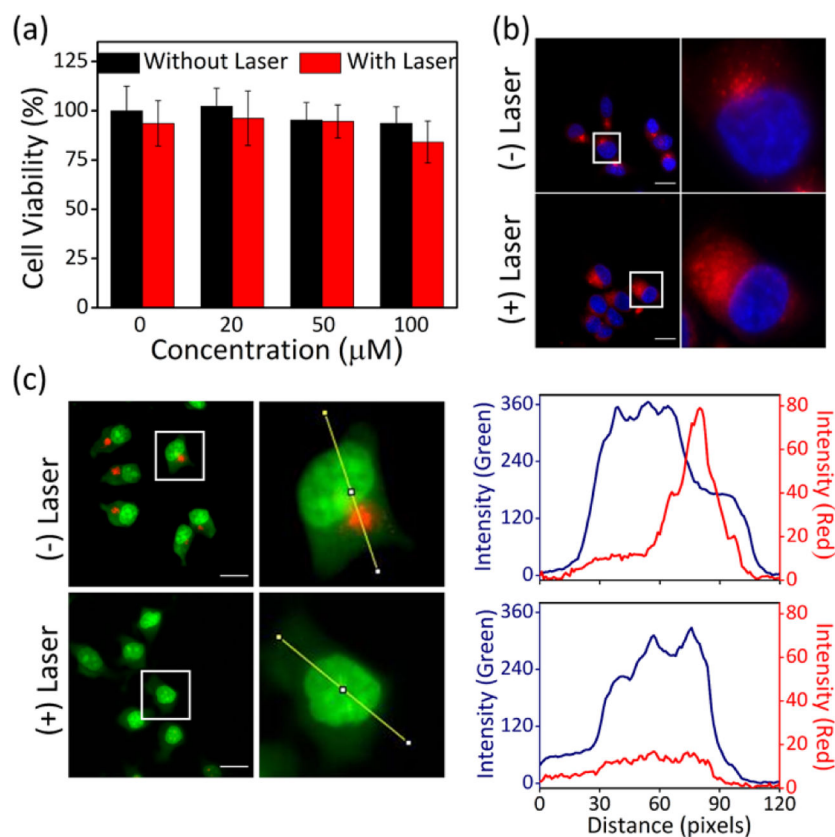 (a)
Cell Viability (%)
125
100
75
50
25
0
Without Laser
With Laser
0 20 50 100
Concentration (µM)
(b)
(-) Laser
(+) Laser
(c)
(-) Laser
(+) Laser
Intensity (Green)
360
240
120
0
80
60
40
20
0
Intensity (Red)
Intensity (Green)
360
240
120
0
80
60
40
20
0
Intensity (Red)
0 30 60 90 120
Distance (pixels)